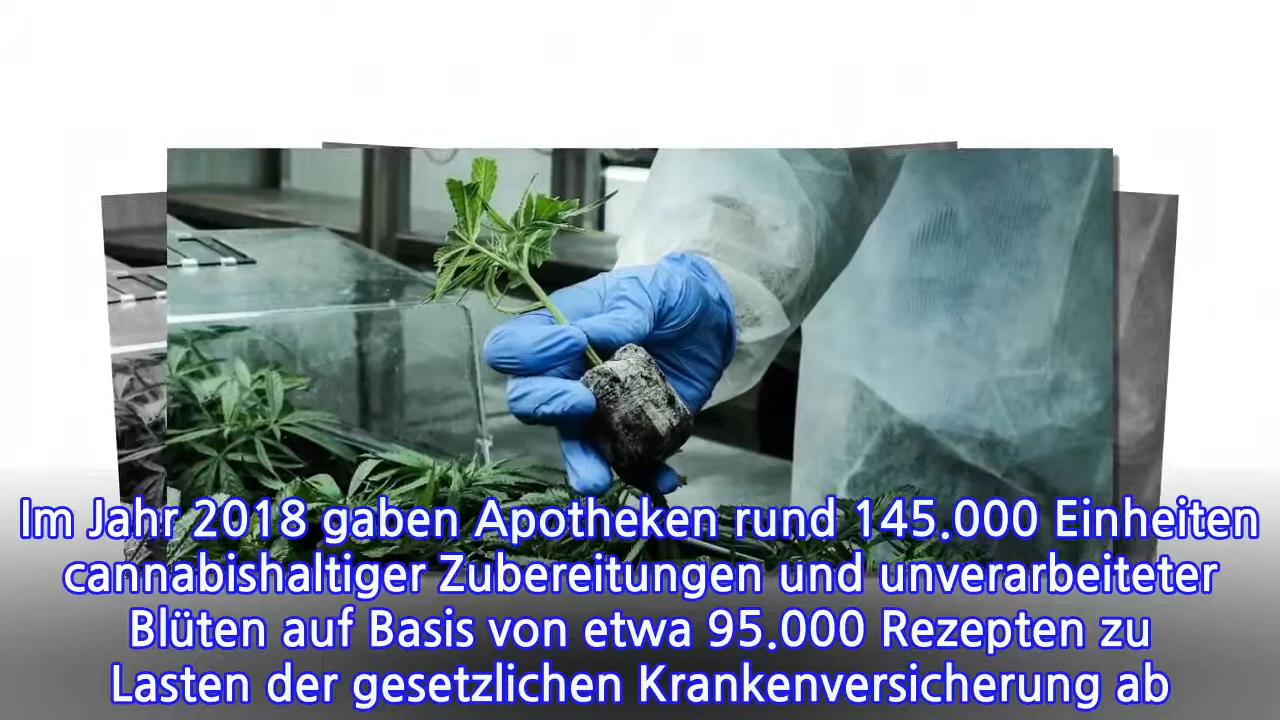 Im Jahr 2018 gaben Apotheken rund 145.000 Einheiten
cannabishaltiger Zubereitungen und unverarbeiteter
Blüten auf Basis von etwa 95.000 Rezepten zu
Lasten der gesetzlichen Krankenversicherung ab